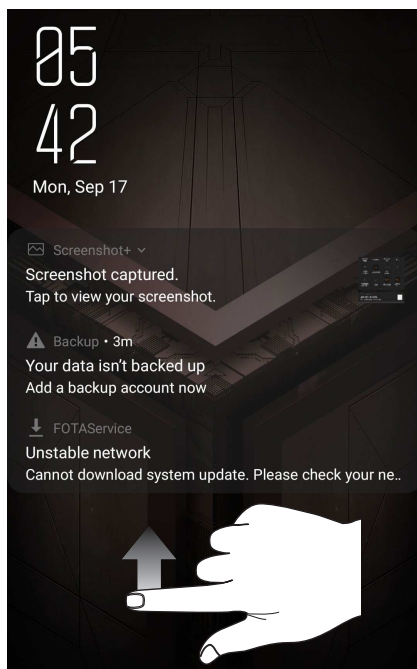 05
42
Mon, Sep 17
Screenshot+
Screenshot captured.
Tap to view your screenshot.
Backup • 3m
Your data isn’t backed up
Add a backup account now
FOTAService
Unstable network
Cannot download system update. Please check your ne..